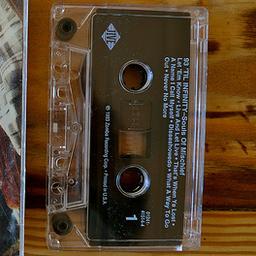 93 'TIL INFINITY-Souls Of Mischief
Let 'Em Know • Live And Let Live • That's When Ya Lost •
A Name I Call Myself • Disseshowedo • What A Way To Go
Out • Never No More
1
© 1993 Zomba Recording Corp. • Printed in U.S.A.